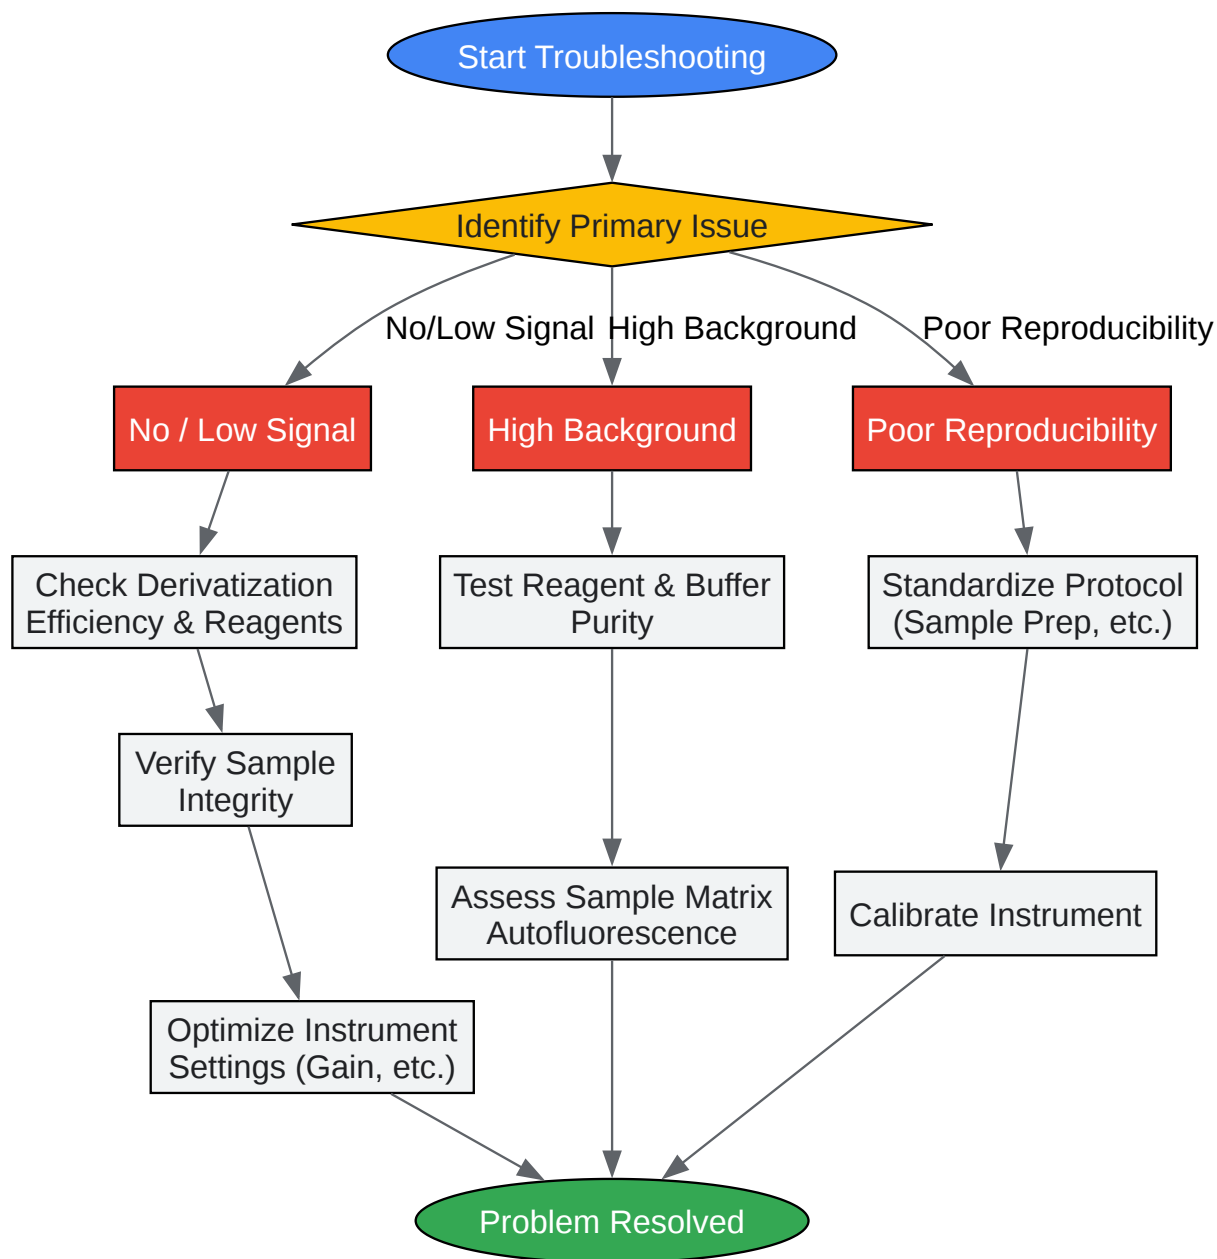 Start Troubleshooting
Identify Primary Issue
No/Low Signal
High Background
Poor Reproducibility
No / Low Signal
High Background
Poor Reproducibility
Check Derivatization
Efficiency & Reagents
Test Reagent & Buffer
Purity
Standardize Protocol
(Sample Prep, etc.)
Verify Sample
Integrity
Assess Sample Matrix
Autofluorescence
Calibrate Instrument
Optimize Instrument
Settings (Gain, etc.)
Problem Resolved